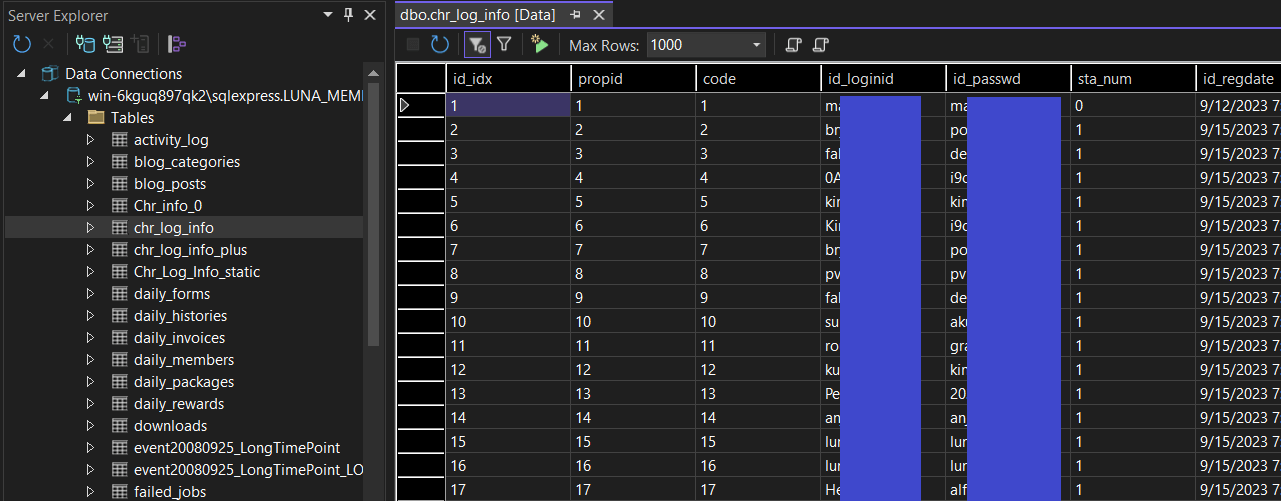 Server Explorer
Data Connections
win-6kguq897qk2\sqlexpress.LUNA_MEMI
Tables
activity_log
blog_categories
blog_posts
Chr_info_0
chr_log_info
chr_log_info_plus
Chr_Log_Info_static
daily_forms
daily_histories
daily_invoices
daily_members
daily_packages
daily_rewards
downloads
event20080925_LongTimePoint
event20080925_LongTimePoint_LO
failed_jobs
dbo.chr_log_info [Data]
Max Rows: 1000
id_idx propid code id_loginid id_passwd sta_num id_regdate
1 1 1 ma ma 0 9/12/2023 7
2 2 2 br po 1 9/15/2023 7
3 3 3 fal de 1 9/15/2023 7
4 4 4 0A i9c 1 9/15/2023 7
5 5 5 kin kin 1 9/15/2023 7
6 6 6 Kin i9c 1 9/15/2023 7
7 7 7 br po 1 9/15/2023 7
8 8 8 pv pv 1 9/15/2023 7
9 9 9 fal de 1 9/15/2023 7
10 10 10 su aku 1 9/15/2023 7
11 11 11 ro gra 1 9/15/2023 7
12 12 12 ku kin 1 9/15/2023 7
13 13 13 Pe 20 1 9/15/2023 7
14 14 14 an an 1 9/15/2023 7
15 15 15 lur lur 1 9/15/2023 7
16 16 16 lur lur 1 9/15/2023 7
17 17 17 He alf 1 9/15/2023 7